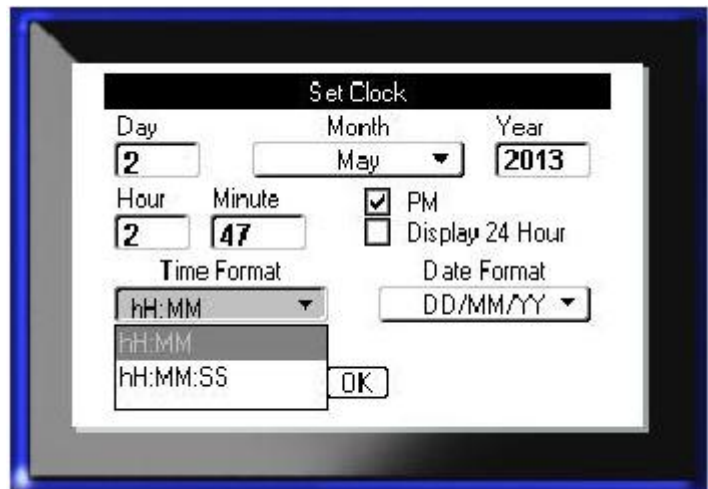 Set Clock
Day Month Year
2 May 2013
Hour Minute PM
2 47 Display 24 Hour
Time Format Date Format
hH:MM DD/MM/YY
hH:MM
hH:MM:SS
OK